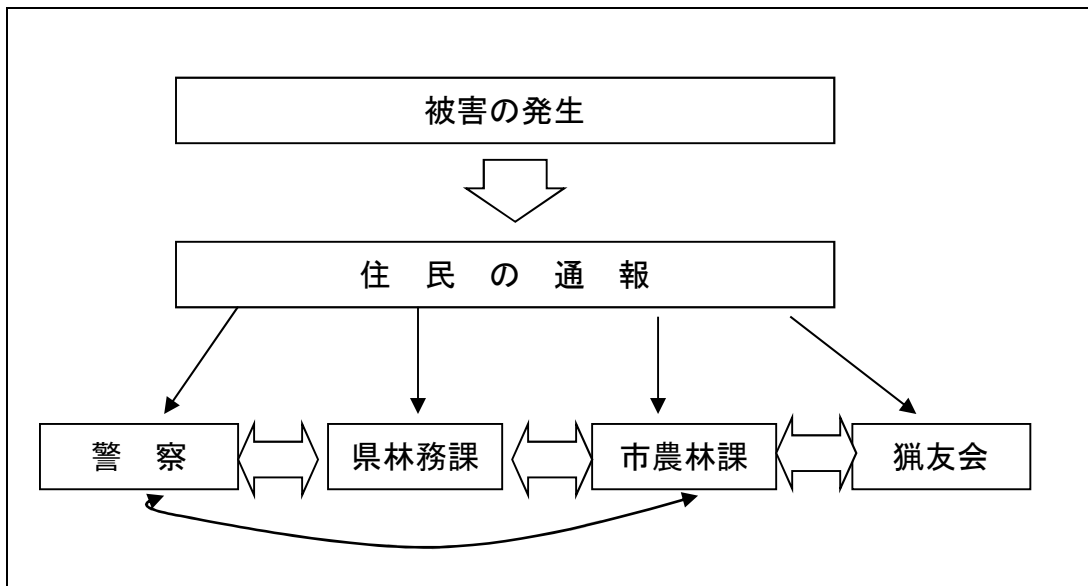 被害の発生
住 民 の 通 報
警 察
県林務課
市農林課
猟友会